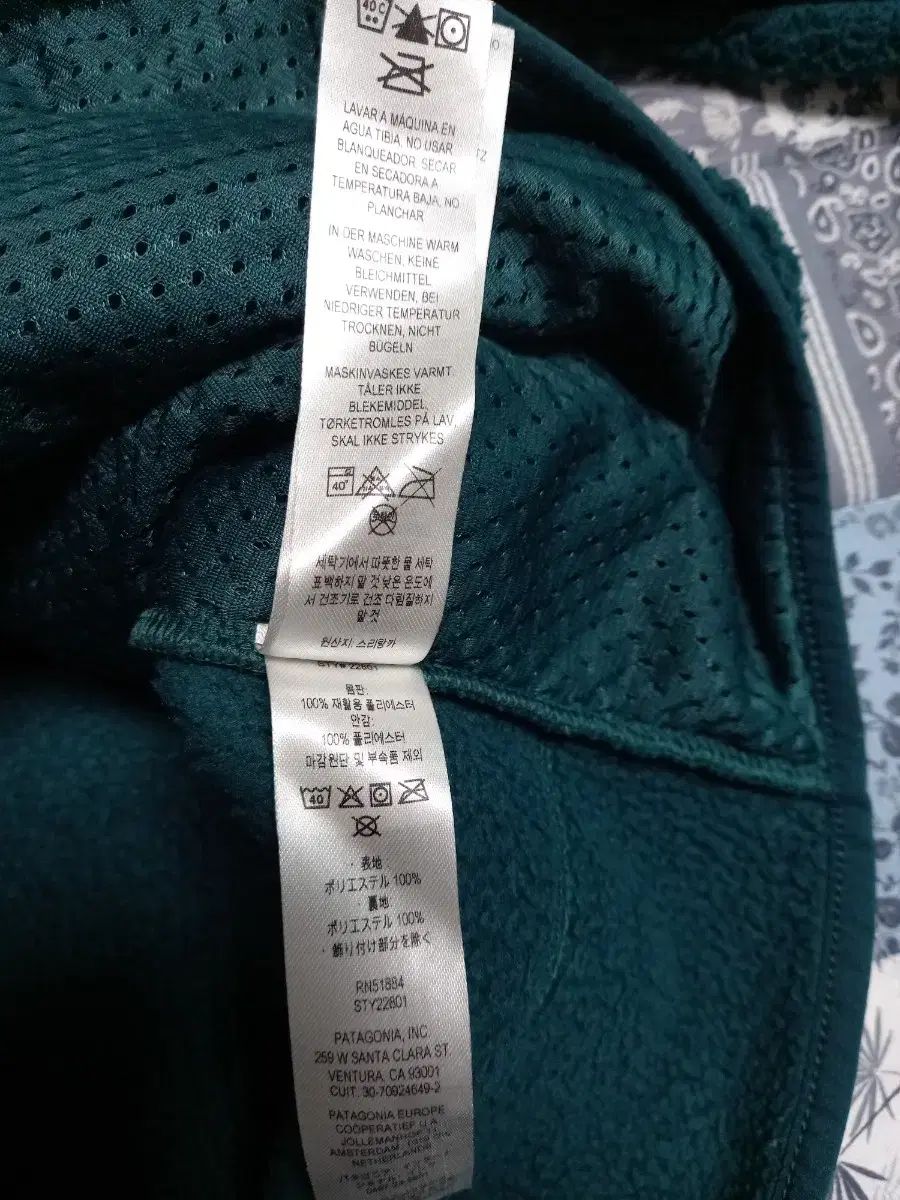 40 C
LAVAR A MÁQUINA EN
AGUA TIBIA, NO USAR
BLANQUEADOR, SECAR
EN SECADORA A
TEMPERATURA BAJA, NO
PLANCHAR
IN DER MASCHINE WARM
WASCHEN, KEINE
BLEICHMITTEL
VERWENDEN, BEI
NIEDRIGER TEMPERATUR
TROCKNEN, NICHT
BÜGELN
MASKINVASKES VARMT.
TÅLER IKKE
BLEKEMIDDEL,
TØRKETROMLES PÅ LAV,
SKAL IKKE STRYKES
40°
세탁기에서 따뜻한 물 세탁
표백하지 말 것 낮은 온도에
서 건조기로 건조 다림질하지
말 것
원산지: 스리랑카
STY# 22801
몸판:
100% 재활용 폴리에스터
안감:
100% 폴리에스터
마감원단 및 부속품 제외
40
・表地
ポリエステル 100%
・裏地:
ポリエステル 100%
・飾り付け部分を除く
RN51884
STY22801
PATAGONIA, INC.
259 W SANTA CLARA ST.
VENTURA, CA 93001
CUIT: 30-70924649-2
PATAGONIA EUROPE
COÖPERATIEF U.A.
AMSTERDAM,
NETHERLANDS